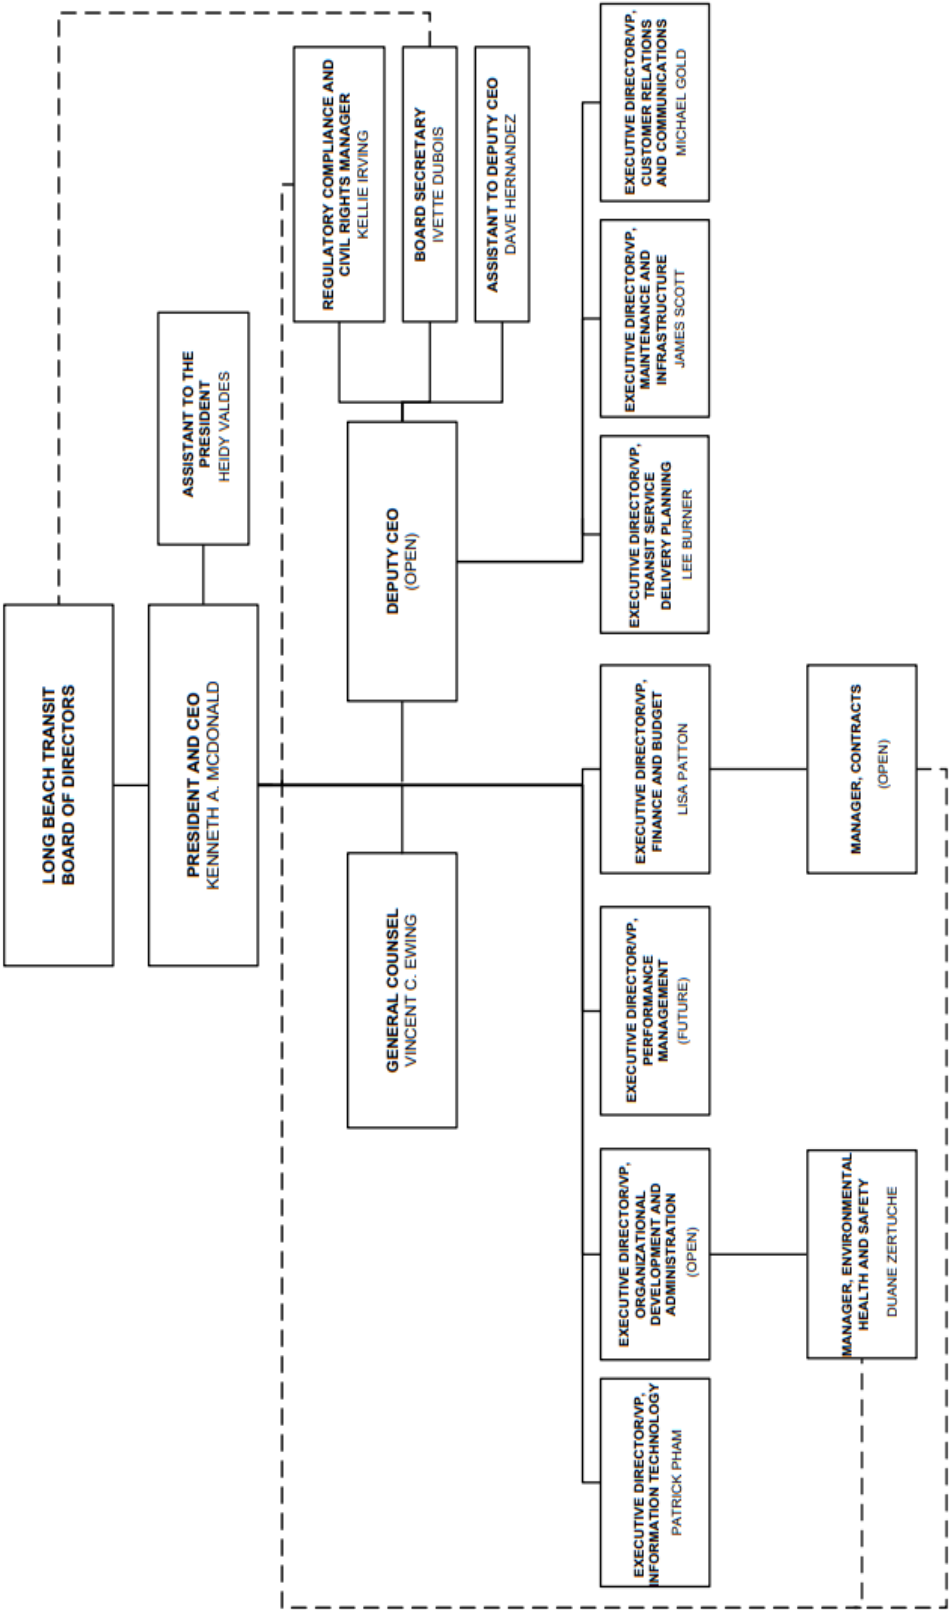 LONG BEACH TRANSIT
BOARD OF DIRECTORS
PRESIDENT AND CEO
KENNETH A. MCDONALD
ASSISTANT TO THE
PRESIDENT
HEIDY VALDES
GENERAL COUNSEL
VINCENT C. EWING
DEPUTY CEO
(OPEN)
REGULATORY COMPLIANCE AND
CIVIL RIGHTS MANAGER
KELLIE IRVING
BOARD SECRETARY
IVETTE DUBOIS
ASSISTANT TO DEPUTY CEO
DAVE HERNANDEZ
EXECUTIVE DIRECTOR/VP,
INFORMATION TECHNOLOGY
PATRICK PHAM
EXECUTIVE DIRECTOR/VP,
ORGANIZATIONAL
DEVELOPMENT AND
ADMINISTRATION
(OPEN)
EXECUTIVE DIRECTOR/VP,
PERFORMANCE
MANAGEMENT
(FUTURE)
EXECUTIVE DIRECTOR/VP,
FINANCE AND BUDGET
LISA PATTON
EXECUTIVE DIRECTOR/VP,
TRANSIT SERVICE
DELIVERY PLANNING
LEE BURNER
EXECUTIVE DIRECTOR/VP,
MAINTENANCE AND
INFRASTRUCTURE
JAMES SCOTT
EXECUTIVE DIRECTOR/VP,
CUSTOMER RELATIONS
AND COMMUNICATIONS
MICHAEL GOLD
MANAGER, ENVIRONMENTAL
HEALTH AND SAFETY
DUANE ZERTUCHE
MANAGER, CONTRACTS
(OPEN)